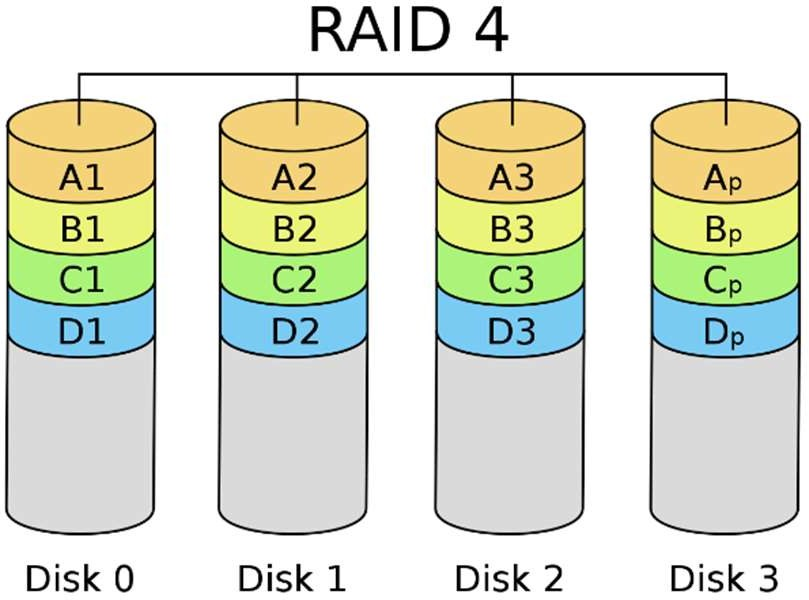 RAID 4
A1 A2 A3 Ap
B1 B2 B3 Bp
C1 C2 C3 Cp
D1 D2 D3 Dp
Disk 0 Disk 1 Disk 2 Disk 3